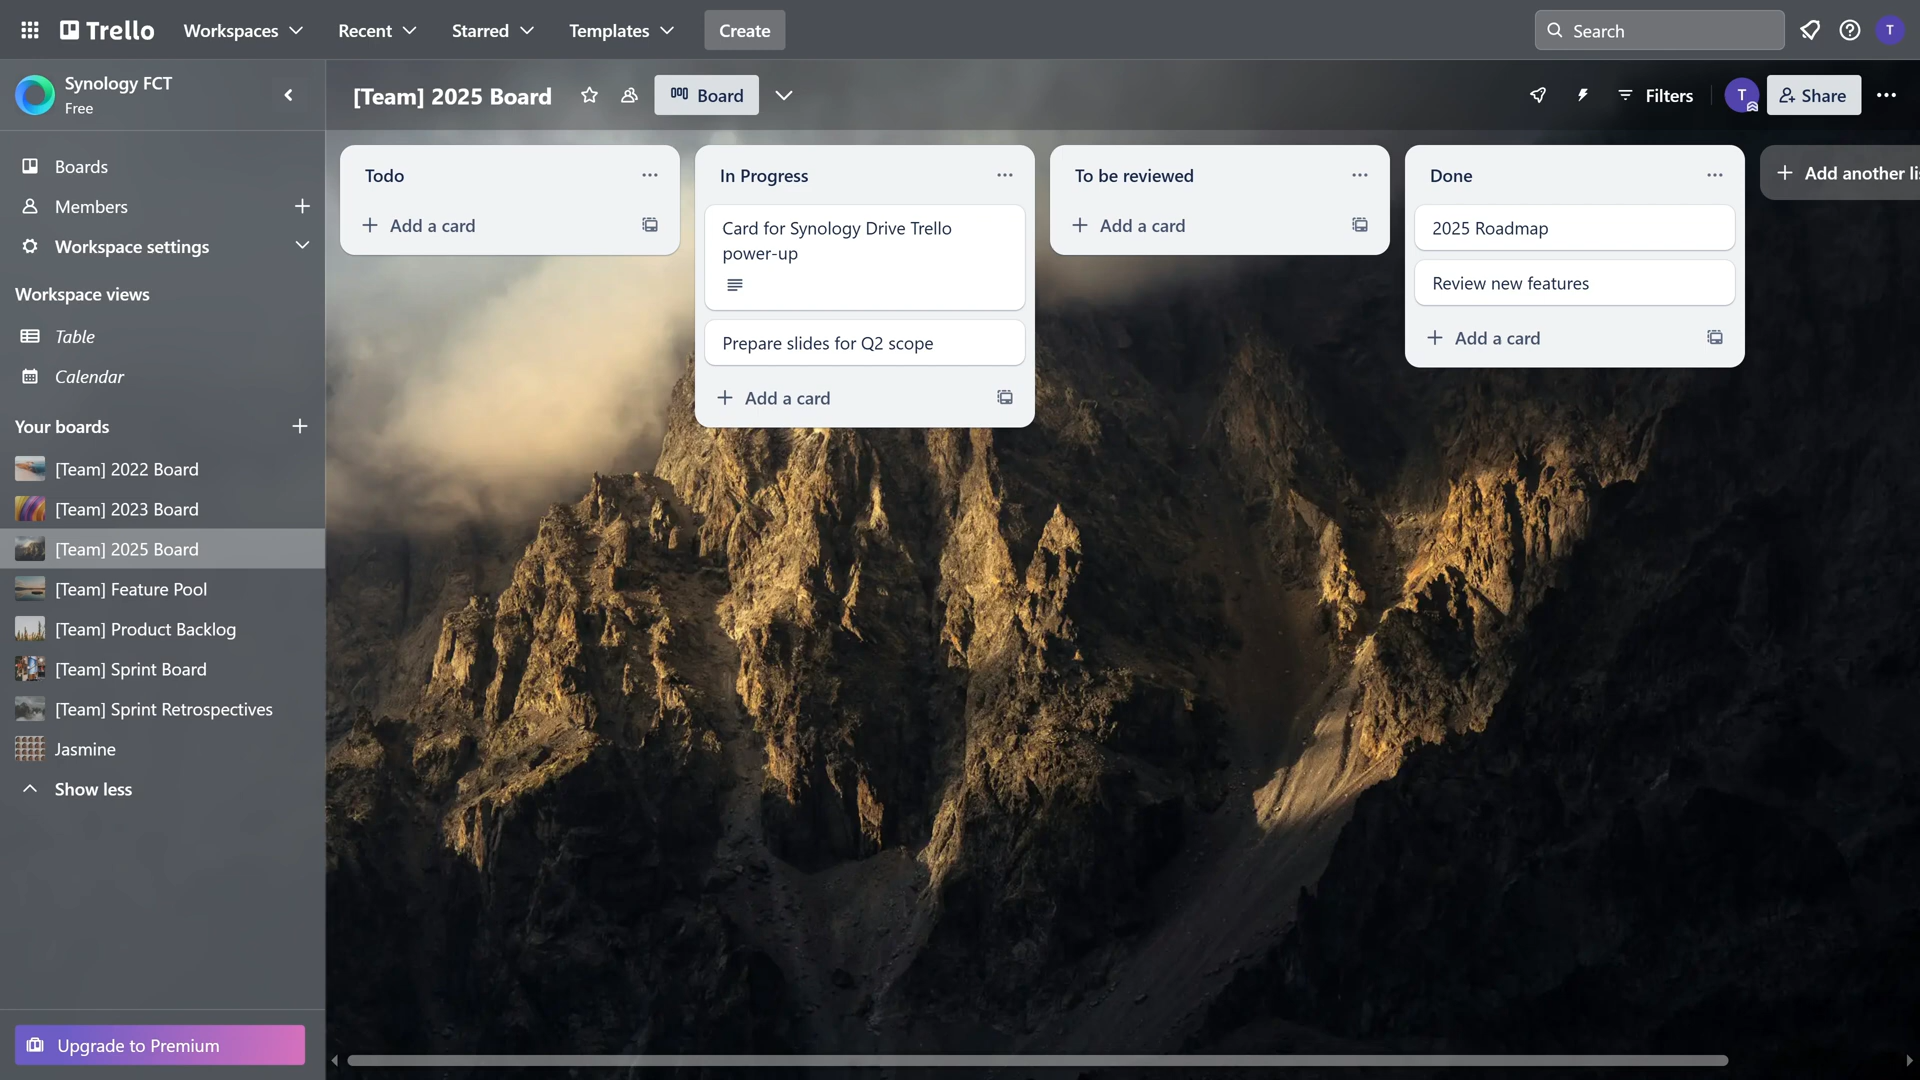 Trello
Workspaces
Recent
Starred
Templates
Create
Search
T
Synology FCT
Free
[Team] 2025 Board
Board
Filters
T
Share
Boards
Members
Workspace settings
Workspace views
Table
Calendar
Your boards
[Team] 2022 Board
[Team] 2023 Board
[Team] 2025 Board
[Team] Feature Pool
[Team] Product Backlog
[Team] Sprint Board
[Team] Sprint Retrospectives
Jasmine
Show less
Upgrade to Premium
Todo
Add a card
In Progress
Card for Synology Drive Trello
power-up
Prepare slides for Q2 scope
Add a card
To be reviewed
Add a card
Done
2025 Roadmap
Review new features
Add a card
Add another li